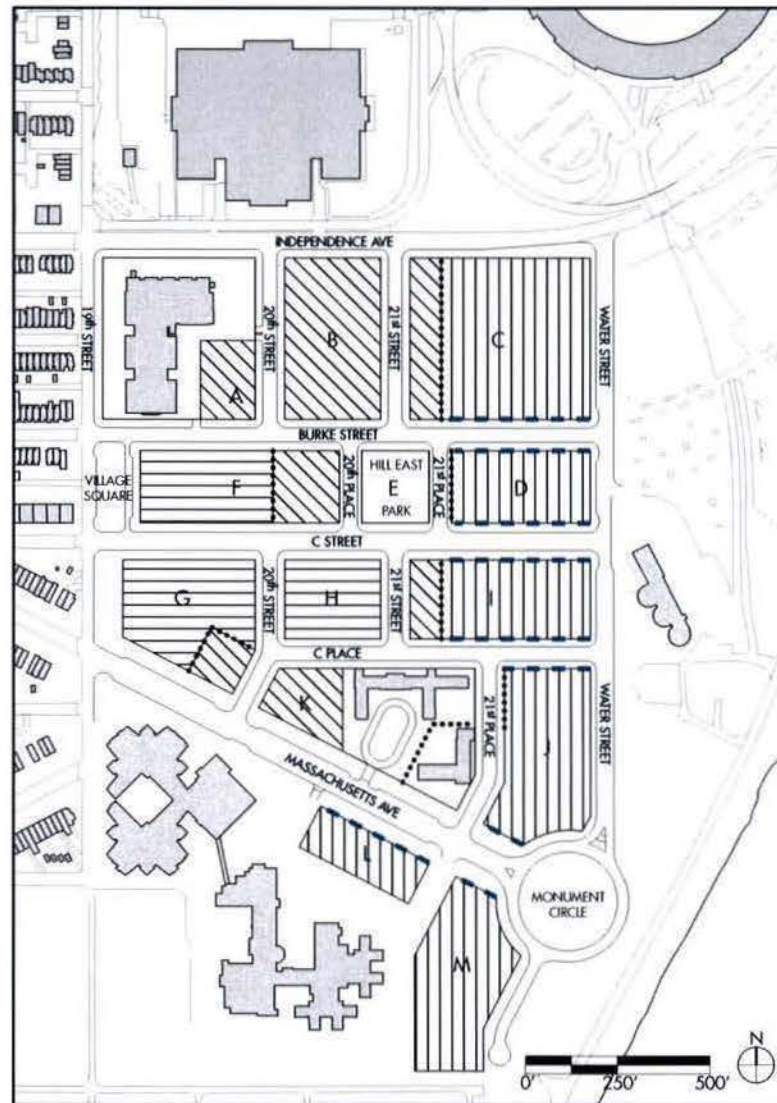 INDEPENDENCE AVE
19th STREET
20th STREET
21st STREET
WATER STREET
A
B
C
BURKE STREET
VILLAGE
SQUARE
F
20th PLACE
HILL EAST
E
PARK
21st PLACE
D
C STREET
G
20th STREET
H
21st STREET
I
C PLACE
K
21st PLACE
J
WATER STREET
MASSACHUSETTS AVE
L
MONUMENT
CIRCLE
M
N
0'
250'
500'